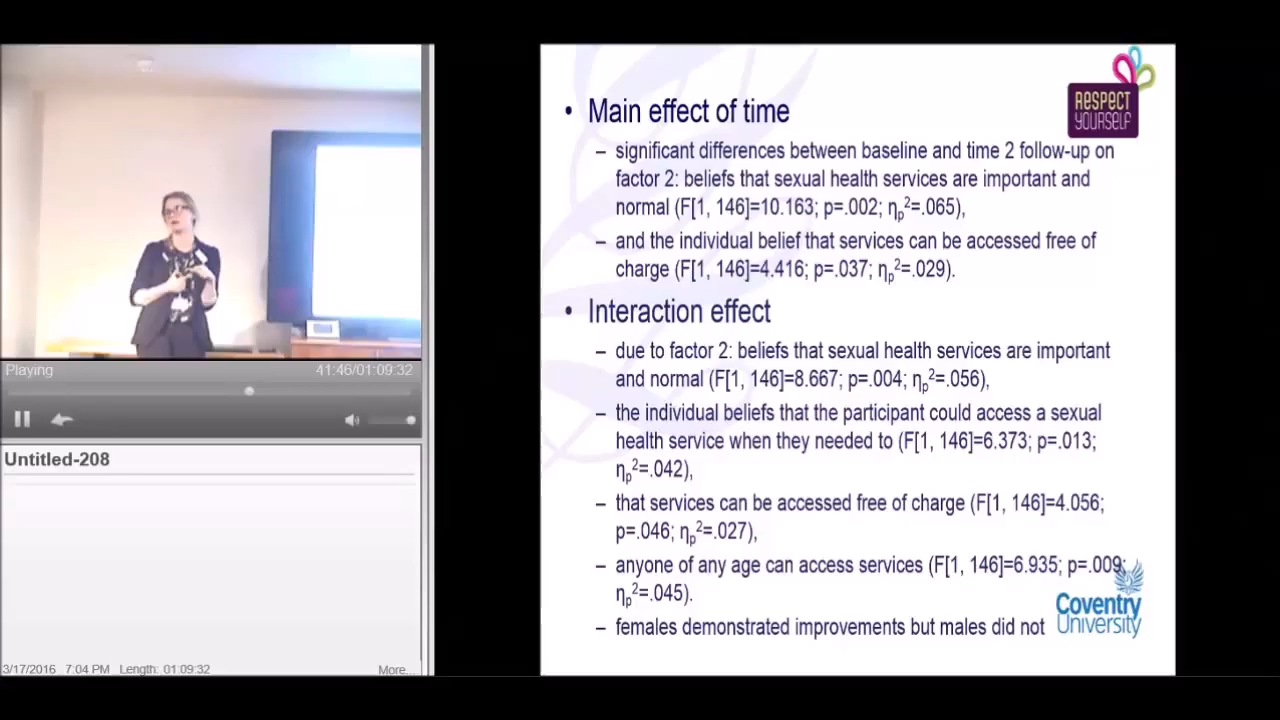 • Main effect of time
– significant differences between baseline and time 2 follow-up on
factor 2: beliefs that sexual health services are important and
normal (F[1, 146]=10.163; p=.002; ηp²=.065),
– and the individual belief that services can be accessed free of
charge (F[1, 146]=4.416; p=.037; ηp²=.029).
• Interaction effect
– due to factor 2: beliefs that sexual health services are important
and normal (F[1, 146]=8.667; p=.004; ηp²=.056),
– the individual beliefs that the participant could access a sexual
health service when they needed to (F[1, 146]=6.373; p=.013;
ηp²=.042),
– that services can be accessed free of charge (F[1, 146]=4.056;
p=.046; ηp²=.027),
– anyone of any age can access services (F[1, 146]=6.935; p=.009;
ηp²=.045).
– females demonstrated improvements but males did not
RESPECT
YOURSELF
Coventry
University
Playing 41:46/01:09:32
Untitled-208
3/17/2016 7:04 PM Length: 01:09:32 More...